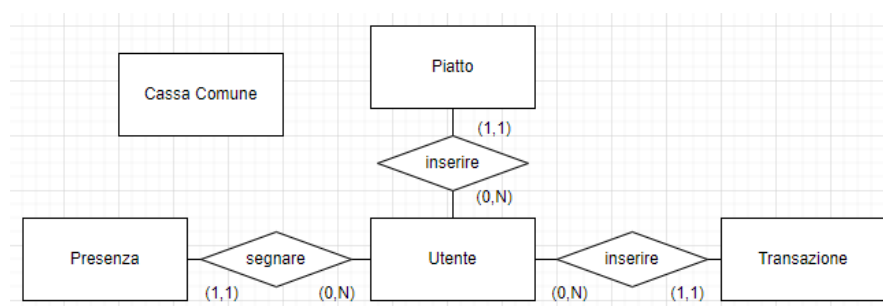 Piatto
Cassa Comune
(1,1)
inserire
(0,N)
Presenza
segnare
Utente
inserire
Transazione
(1,1)
(0,N)
(0,N)
(1,1)